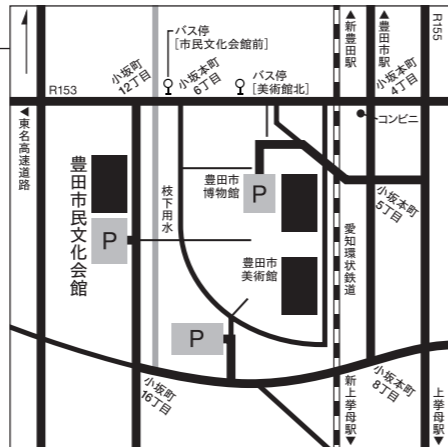 バス停
[市民文化会館前]
バス停
[美術館北]
▲新豊田駅
▲豊田市駅
R155
小坂町
12丁目
小坂本町
6丁目
小坂本町
4丁目
R153
コンビニ
◀東名高速道路
豊田市民文化会館
P
枝下用水
豊田市
博物館
P
小坂本町
5丁目
愛知環状鉄道
豊田市
美術館
P
小坂町
16丁目
小坂本町
8丁目
新上挙母駅▶
上挙母駅▶